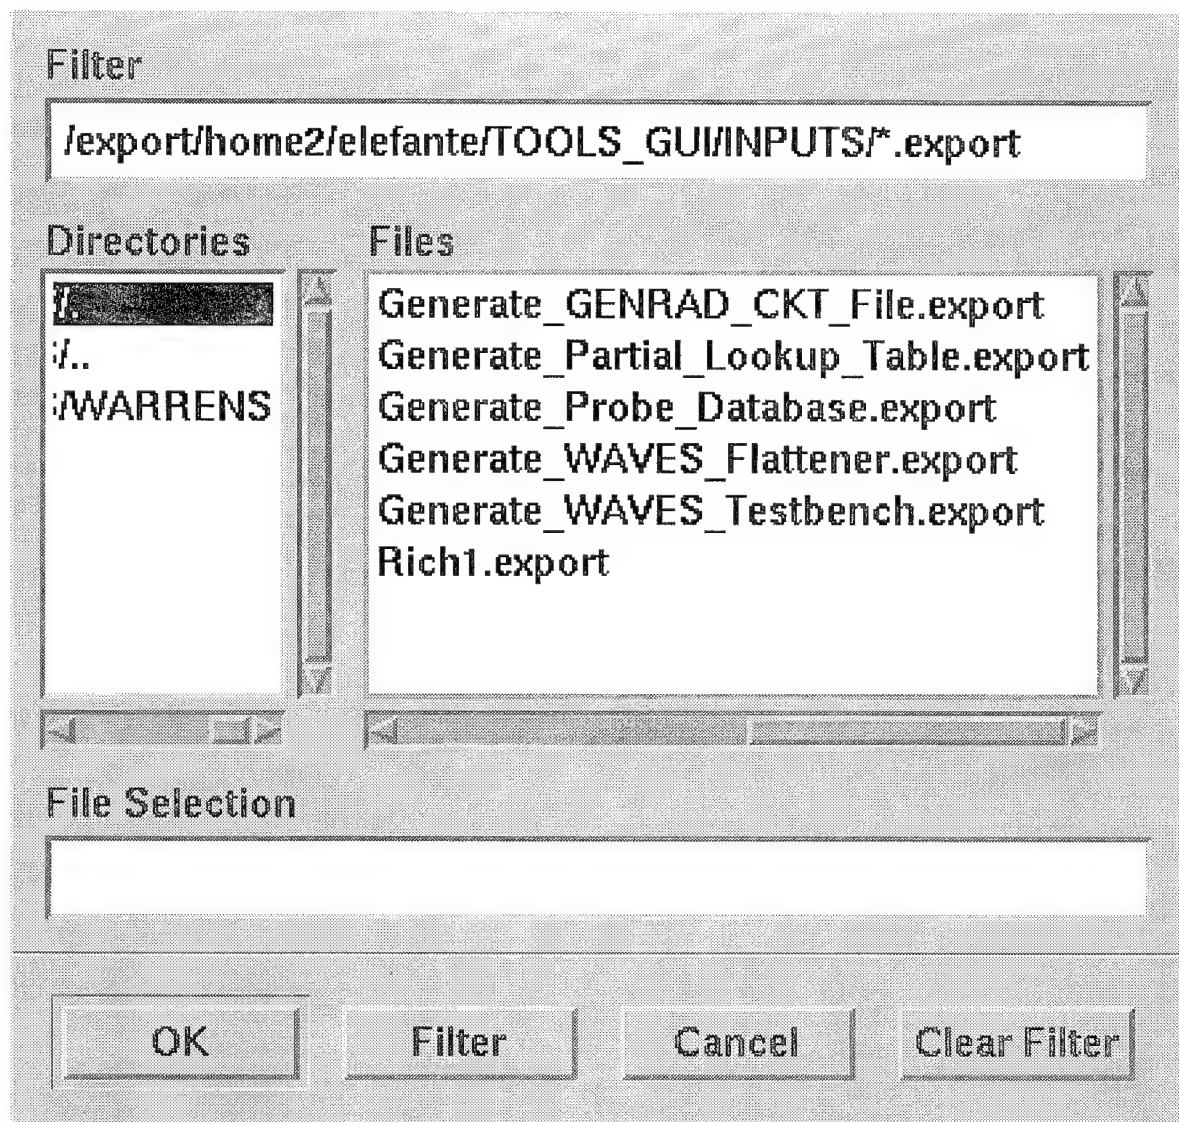 Filter
/export/home2/elefante/TOOLS_GUI/INPUTS/*.export
Directories
Files
/.
/..
/WARRENS
Generate_GENRAD_CKT_File.export
Generate_Partial_Lookup_Table.export
Generate_Probe_Database.export
Generate_WAVES_Flattener.export
Generate_WAVES_Testbench.export
Rich1.export
File Selection
OK
Filter
Cancel
Clear Filter